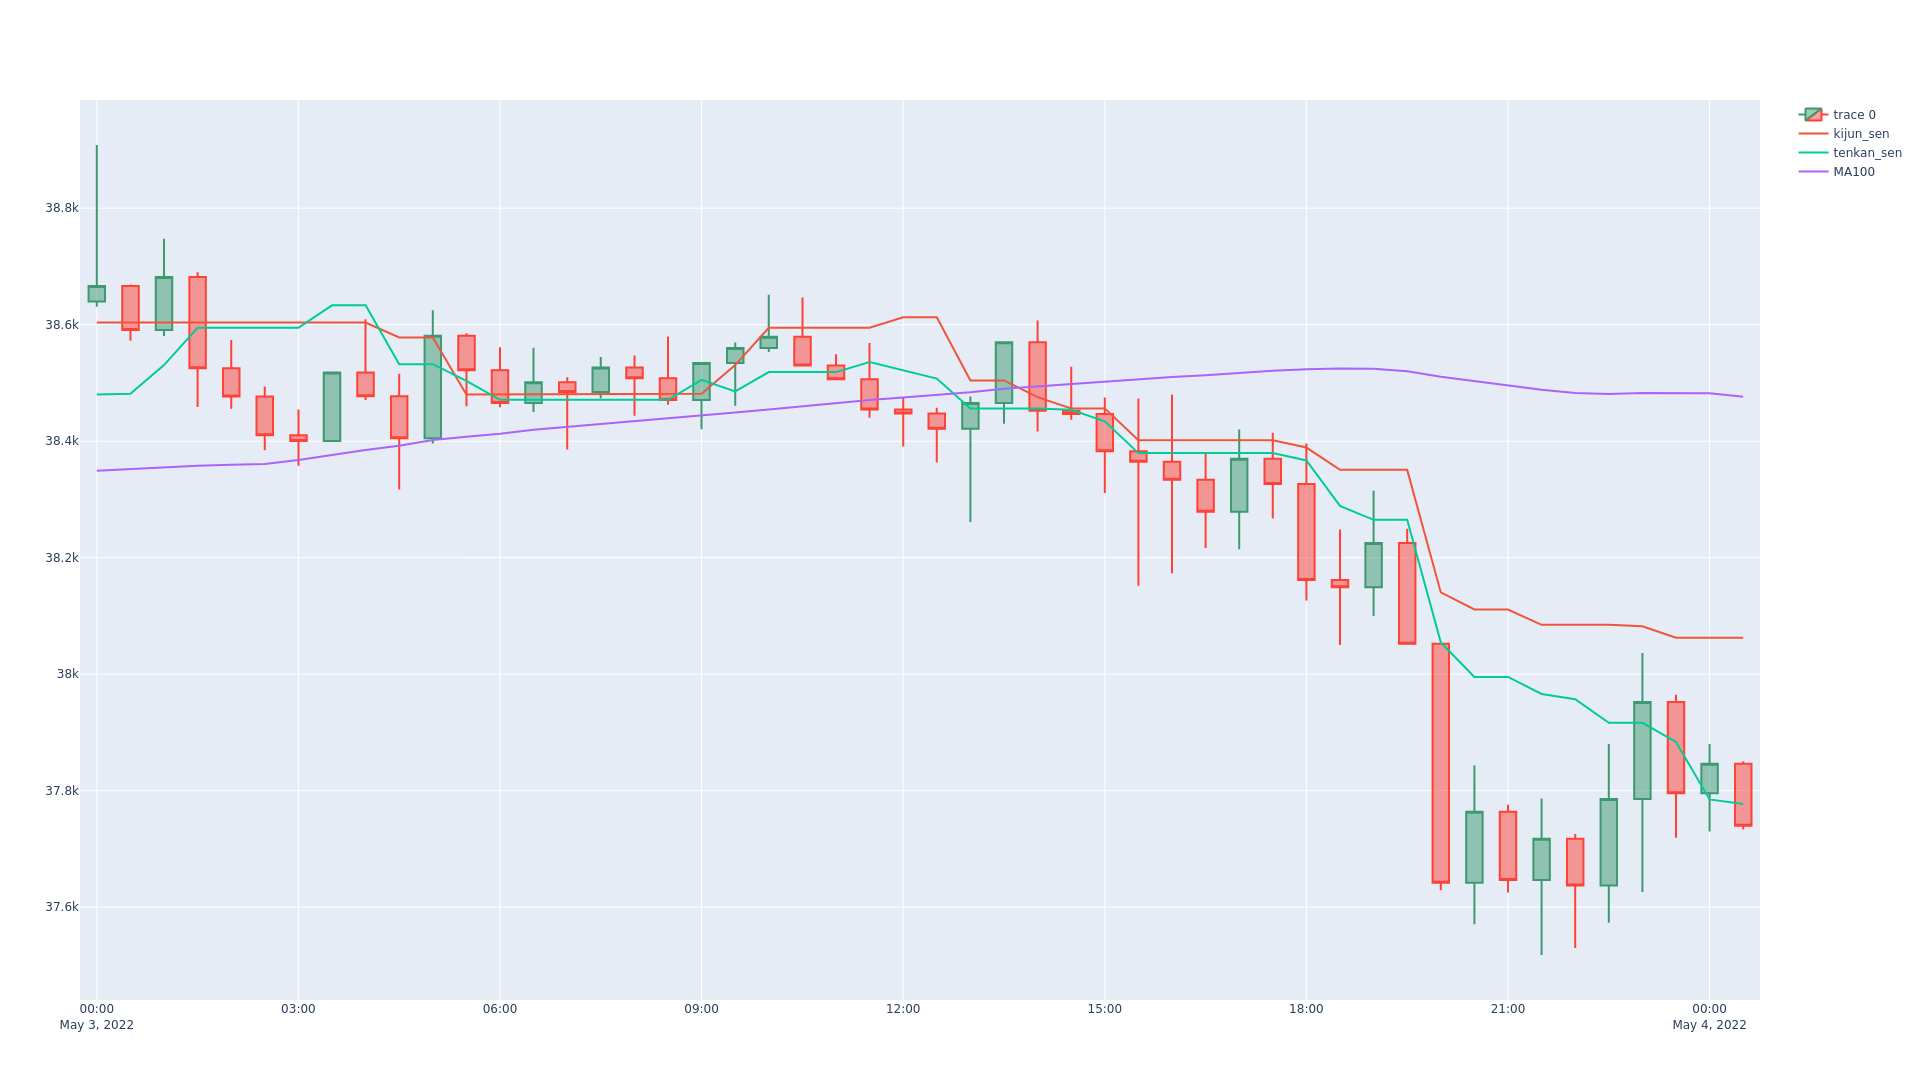 trace 0
kijun_sen
tenkan_sen
MA100
38.8k
38.6k
38.4k
38.2k
38k
37.8k
37.6k
00:00 03:00 06:00 09:00 12:00 15:00 18:00 21:00 00:00
May 3, 2022 May 4, 2022